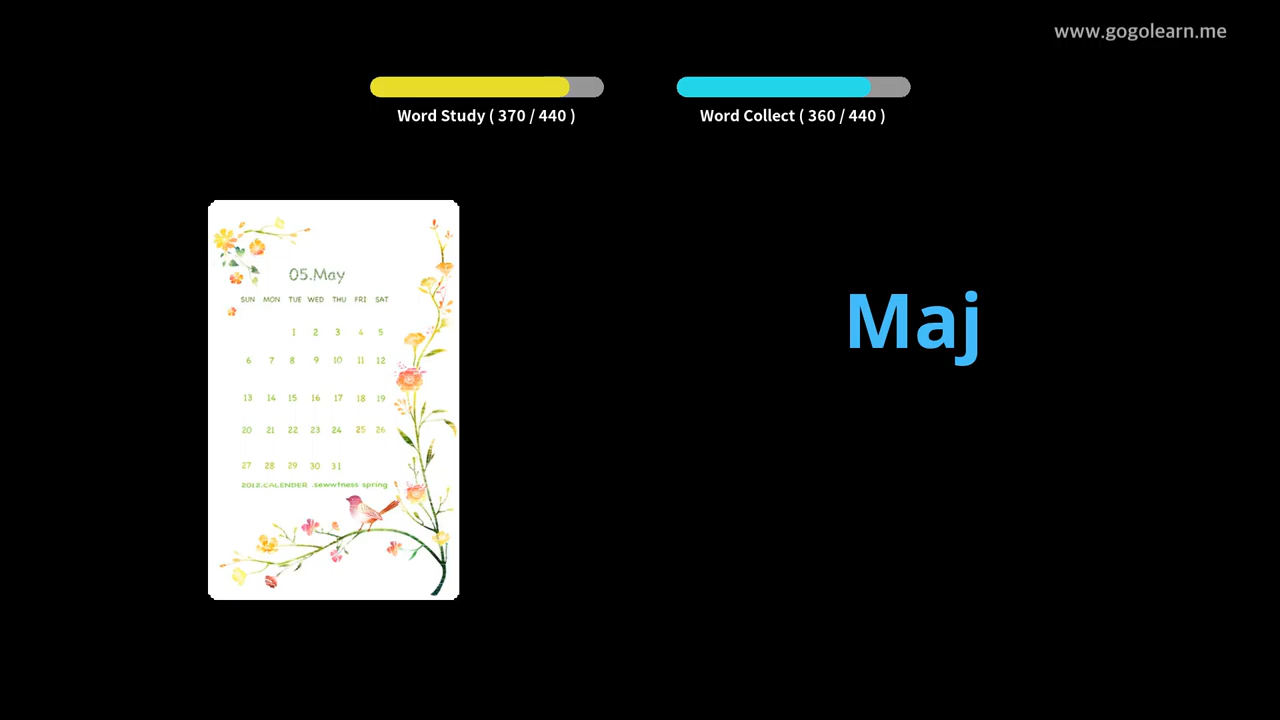 www.gogolearn.me
Word Study ( 370 / 440 )
Word Collect ( 360 / 440 )
05.May
SUN MON TUE WED THU FRI SAT
1 2 3 4 5
6 7 8 9 10 11 12
13 14 15 16 17 18 19
20 21 22 23 24 25 26
27 28 29 30 31
2012.CALENDER .sewwtness spring
Maj